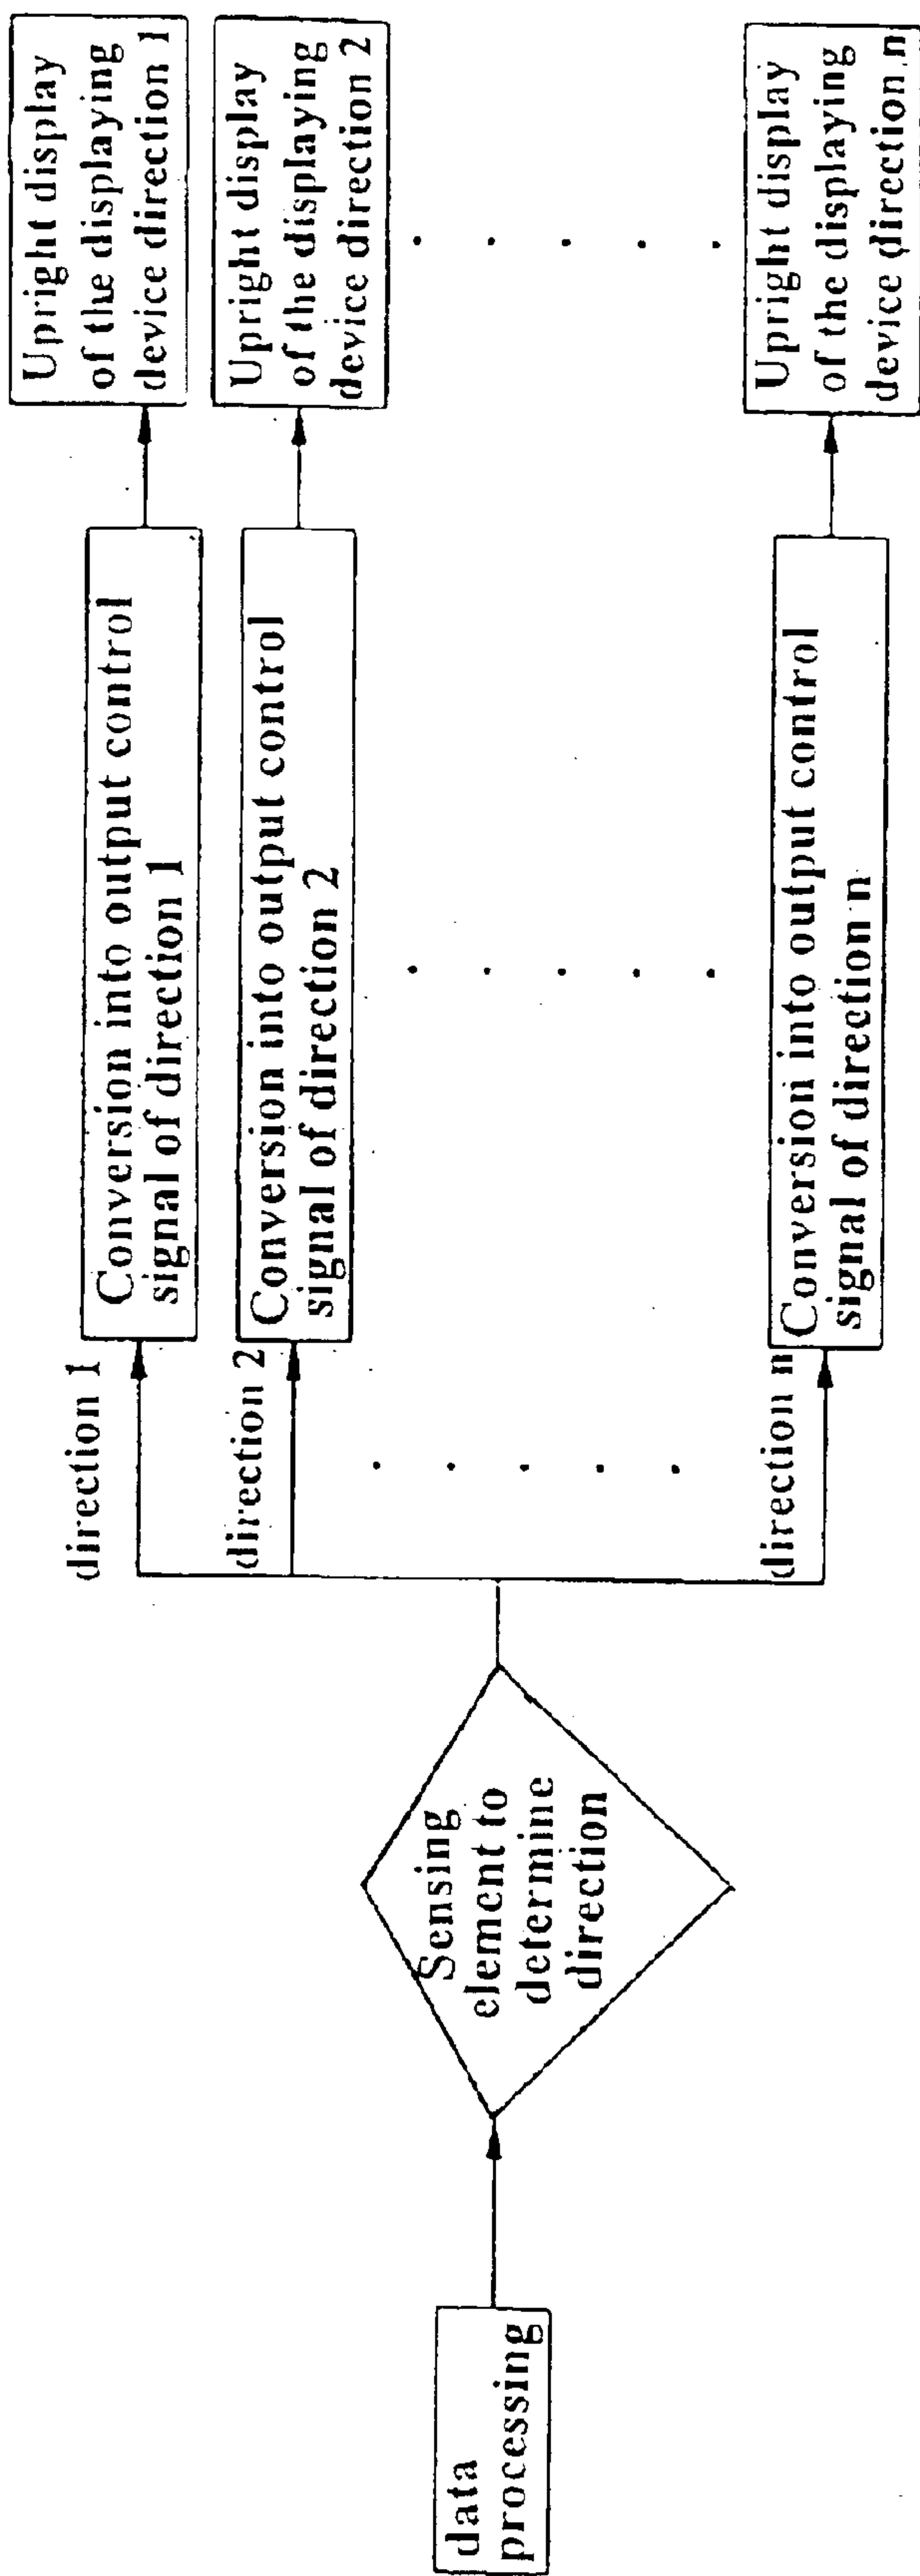 data
processing
Sensing
element to
determine
direction
direction 1
Conversion into output control
signal of direction 1
Upright display
of the displaying
device direction 1
direction 2
Conversion into output control
signal of direction 2
Upright display
of the displaying
device direction 2
direction n
Conversion into output control
signal of direction n
Upright display
of the displaying
device direction n